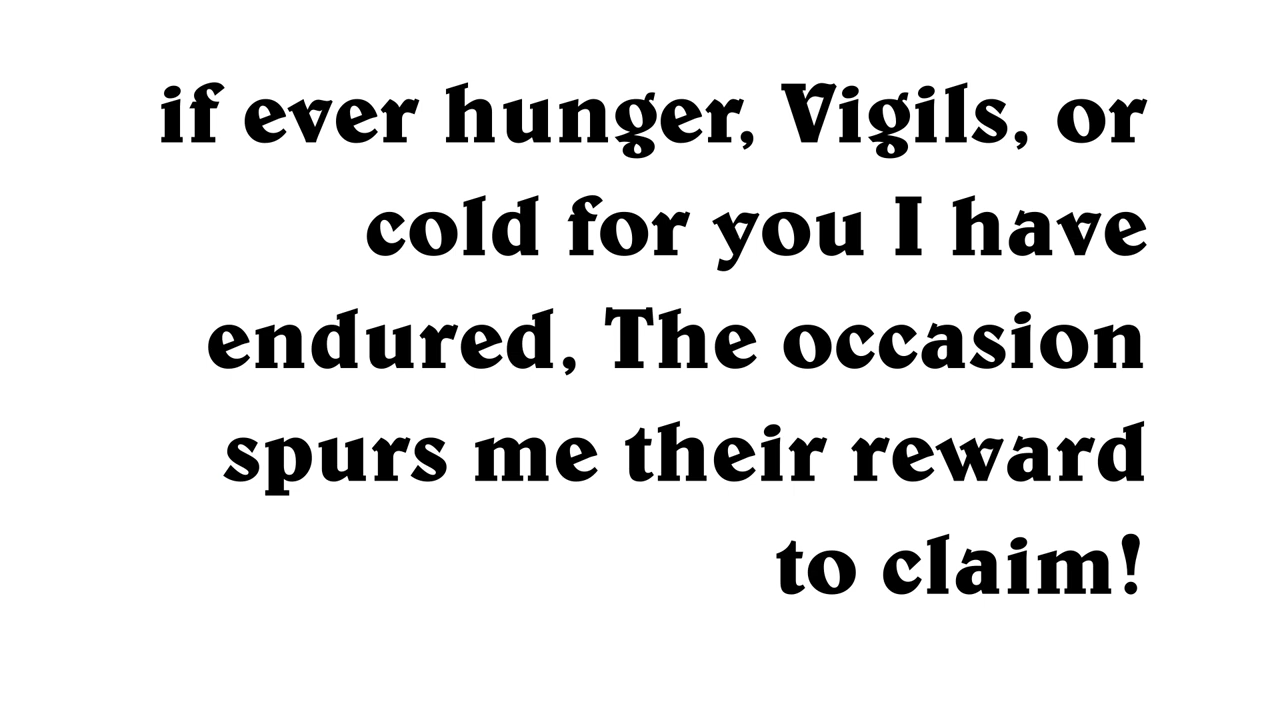 if ever hunger, Vigils, or
cold for you I have
endured, The occasion
spurs me their reward
to claim!